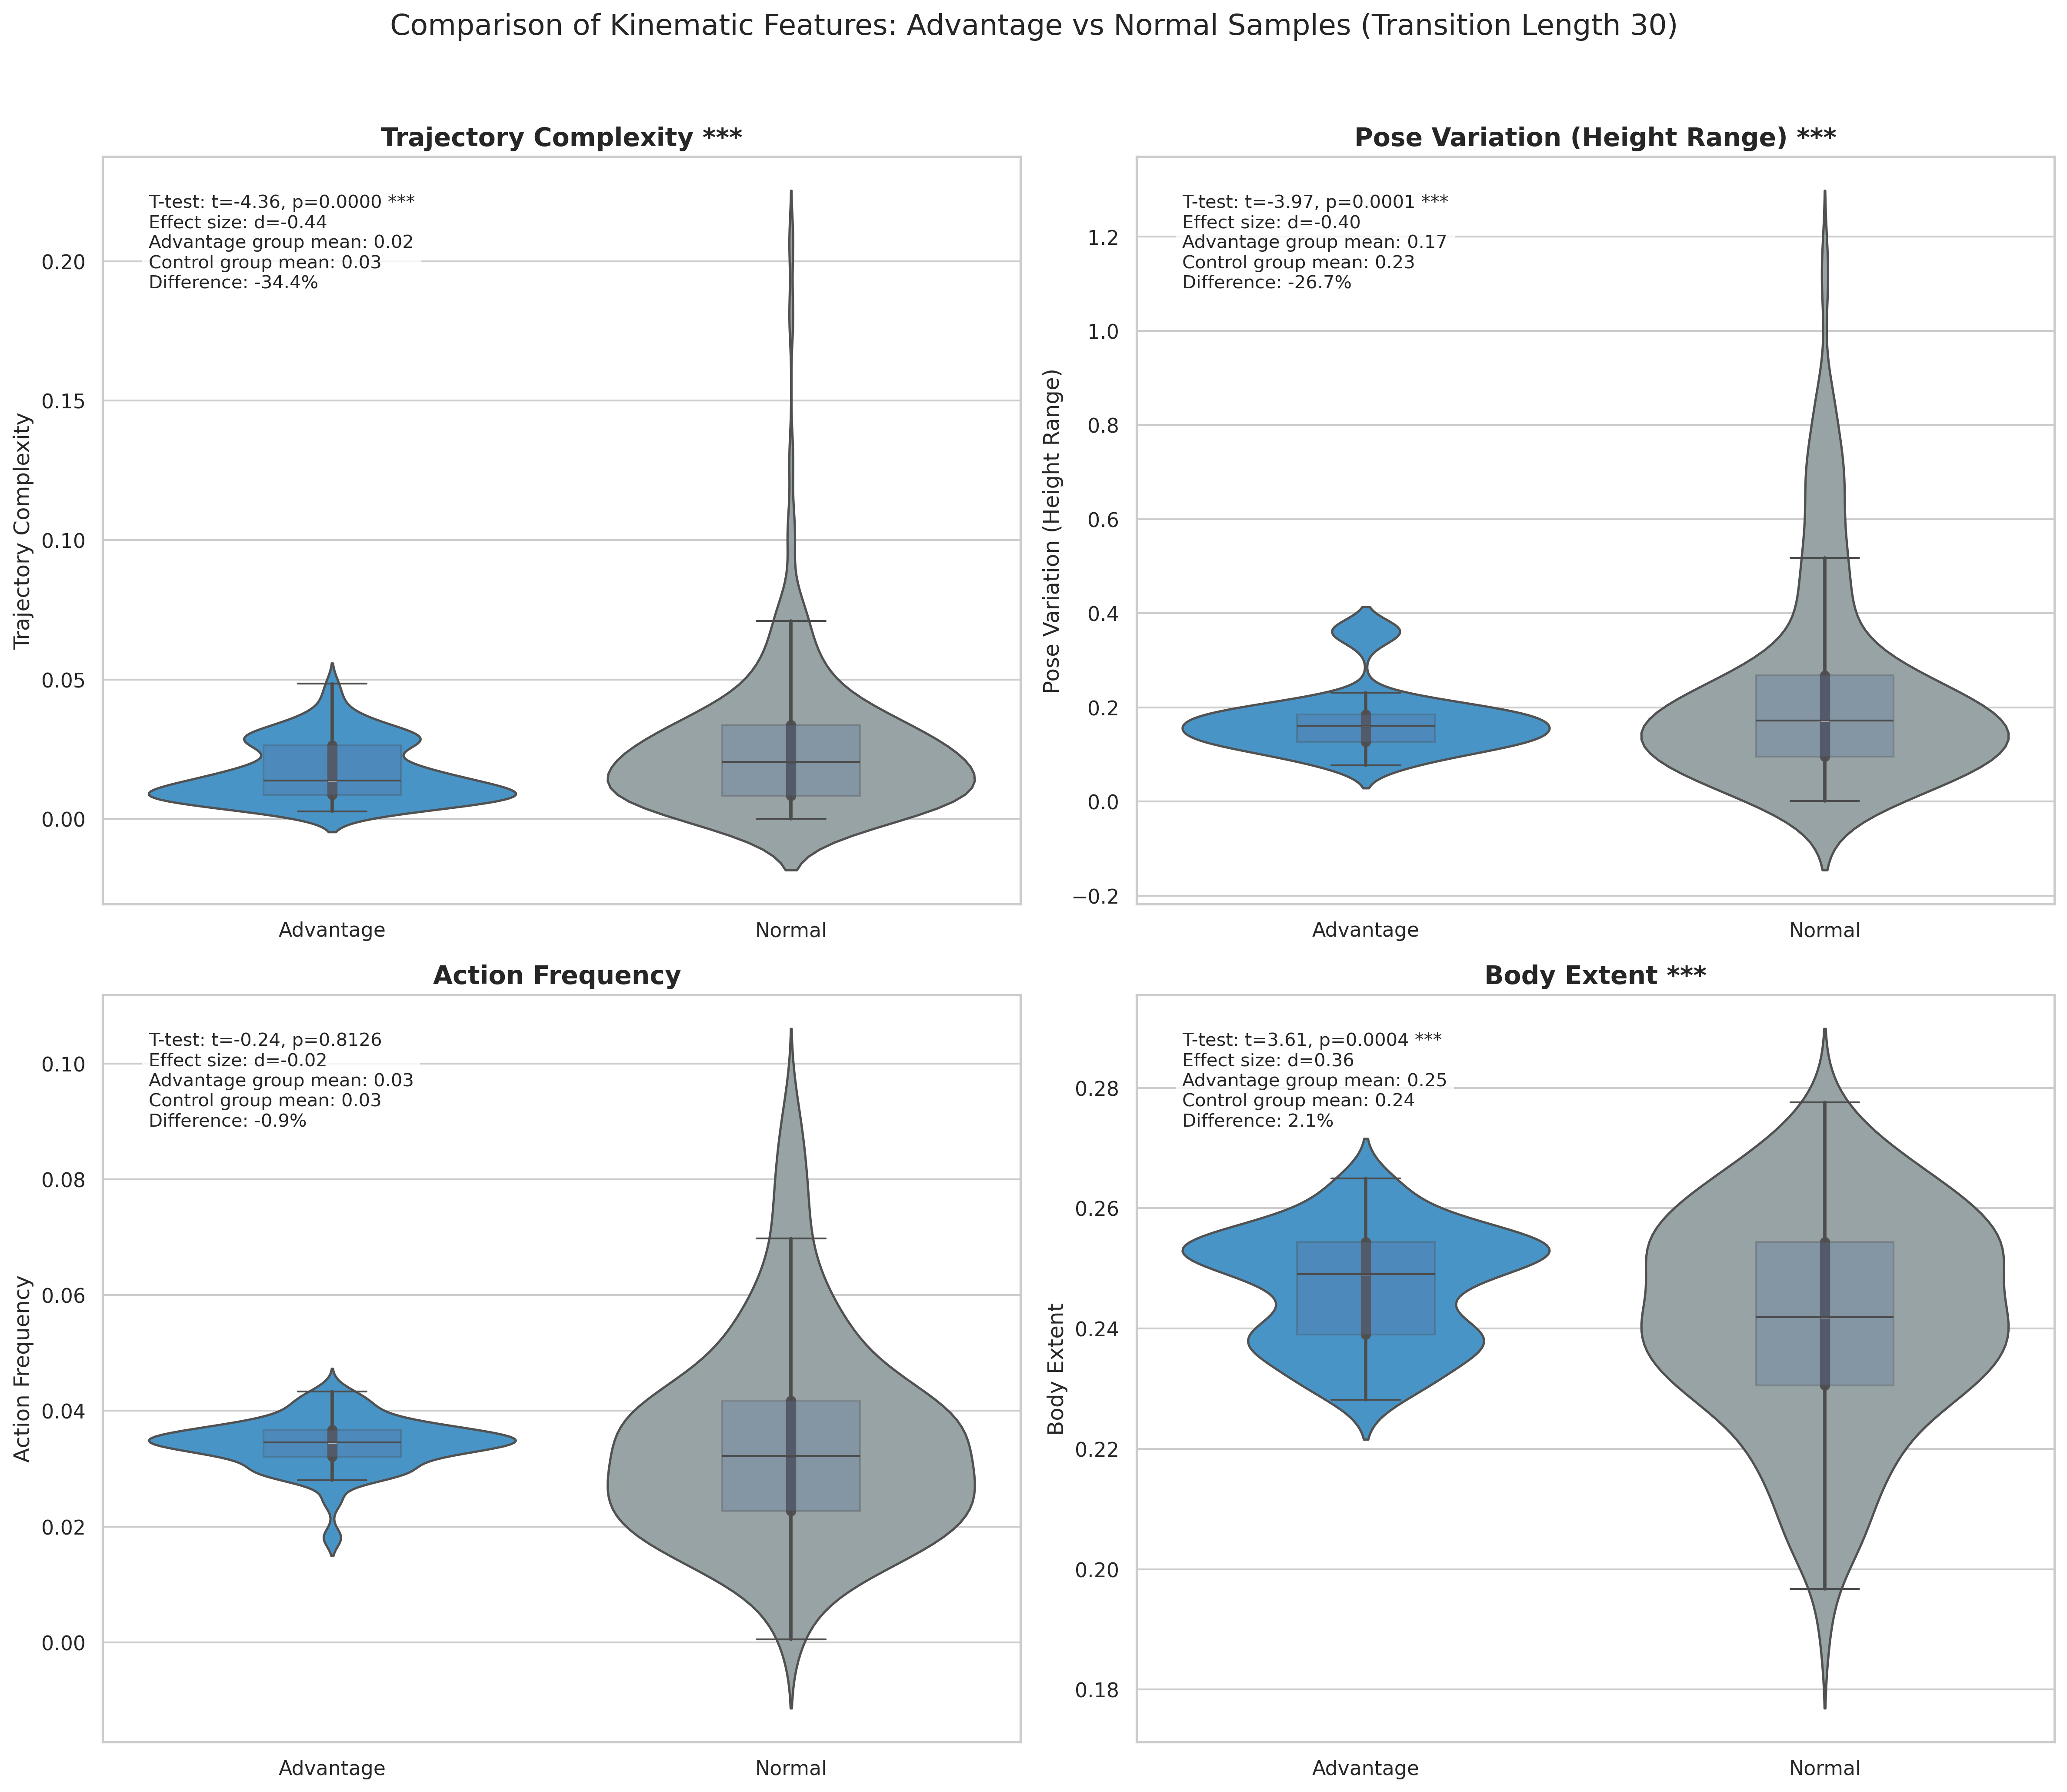 Comparison of Kinematic Features: Advantage vs Normal Samples (Transition Length 30)
Trajectory Complexity ***
T-test: t=-4.36, p=0.0000 ***
Effect size: d=-0.44
Advantage group mean: 0.02
Control group mean: 0.03
Difference: -34.4%
Trajectory Complexity
0.20
0.15
0.10
0.05
0.00
Advantage
Normal
Pose Variation (Height Range) ***
T-test: t=-3.97, p=0.0001 ***
Effect size: d=-0.40
Advantage group mean: 0.17
Control group mean: 0.23
Difference: -26.7%
Pose Variation (Height Range)
1.2
1.0
0.8
0.6
0.4
0.2
0.0
−0.2
Advantage
Normal
Action Frequency
T-test: t=-0.24, p=0.8126
Effect size: d=-0.02
Advantage group mean: 0.03
Control group mean: 0.03
Difference: -0.9%
Action Frequency
0.10
0.08
0.06
0.04
0.02
0.00
Advantage
Normal
Body Extent ***
T-test: t=3.61, p=0.0004 ***
Effect size: d=0.36
Advantage group mean: 0.25
Control group mean: 0.24
Difference: 2.1%
Body Extent
0.28
0.26
0.24
0.22
0.20
0.18
Advantage
Normal